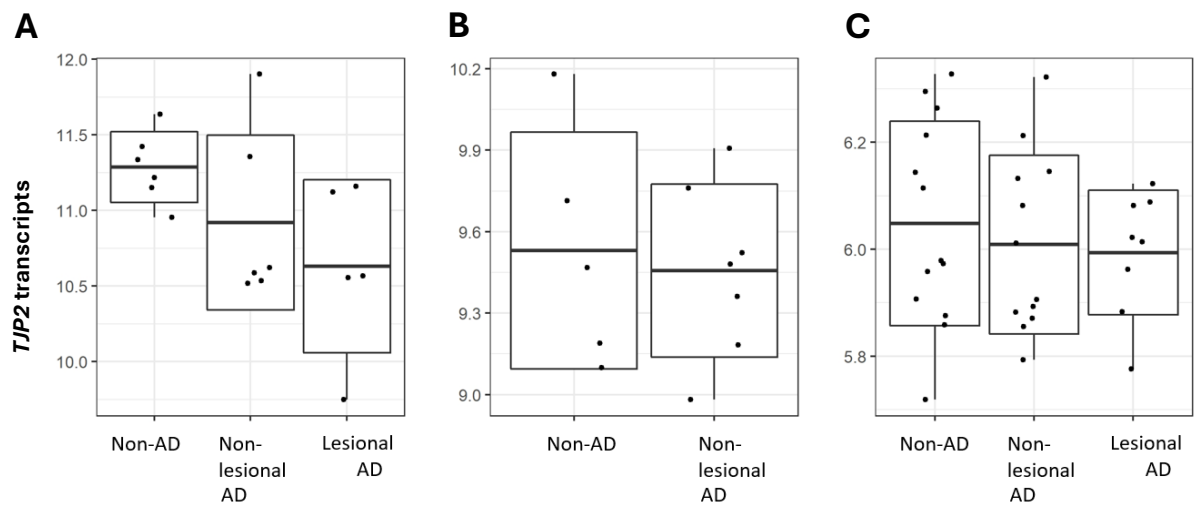 A
B
C
TJP2 transcripts
12.0
11.5
11.0
10.5
10.0
Non-AD
Non-
lesional
AD
Lesional
AD
10.2
9.9
9.6
9.3
9.0
Non-AD
Non-
lesional
AD
6.2
6.0
5.8
Non-AD
Non-
lesional
AD
Lesional
AD